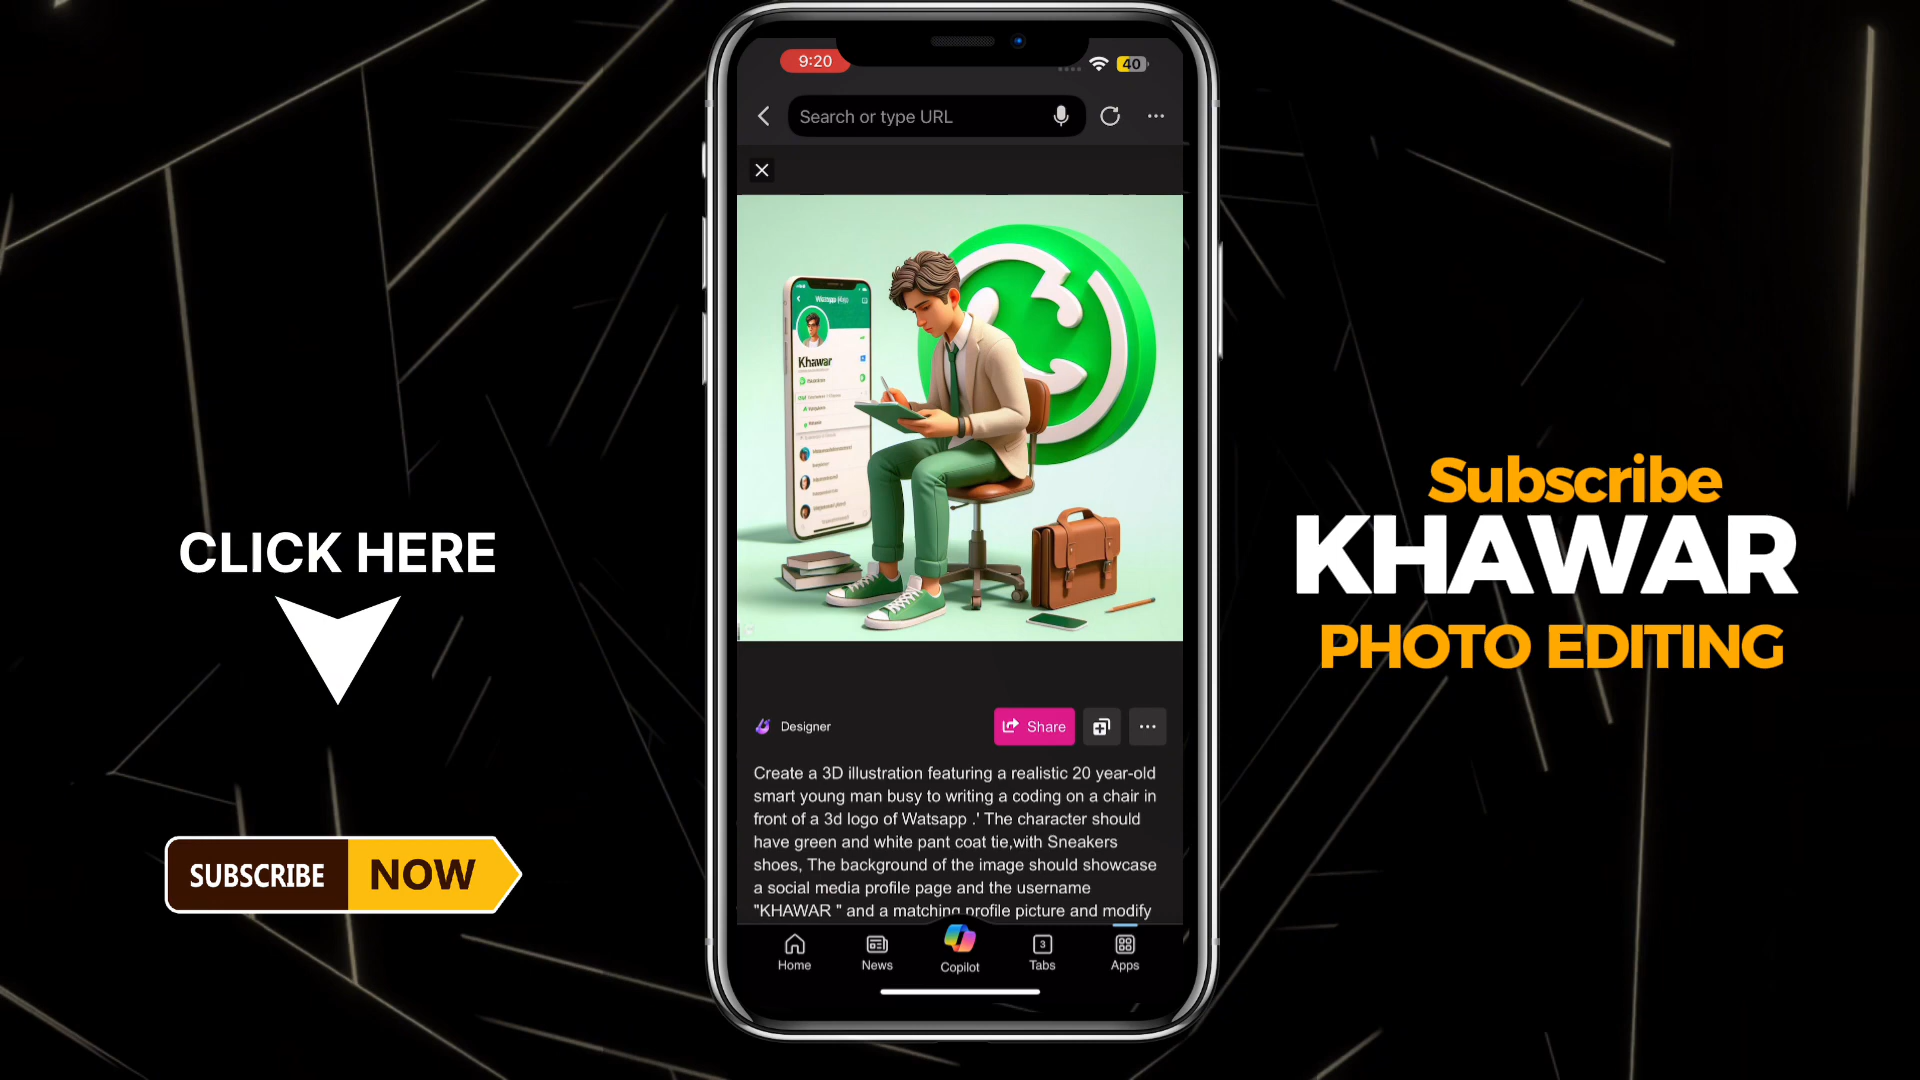 9:20
40
Search or type URL
Khawar
Designer
Share
Create a 3D illustration featuring a realistic 20 year-old
smart young man busy to writing a coding on a chair in
front of a 3d logo of Watsapp .' The character should
have green and white pant coat tie,with Sneakers
shoes, The background of the image should showcase
a social media profile page and the username
"KHAWAR " and a matching profile picture and modify
Home
News
Copilot
3
Tabs
Apps
CLICK HERE
SUBSCRIBE NOW
Subscribe
KHAWAR
PHOTO EDITING